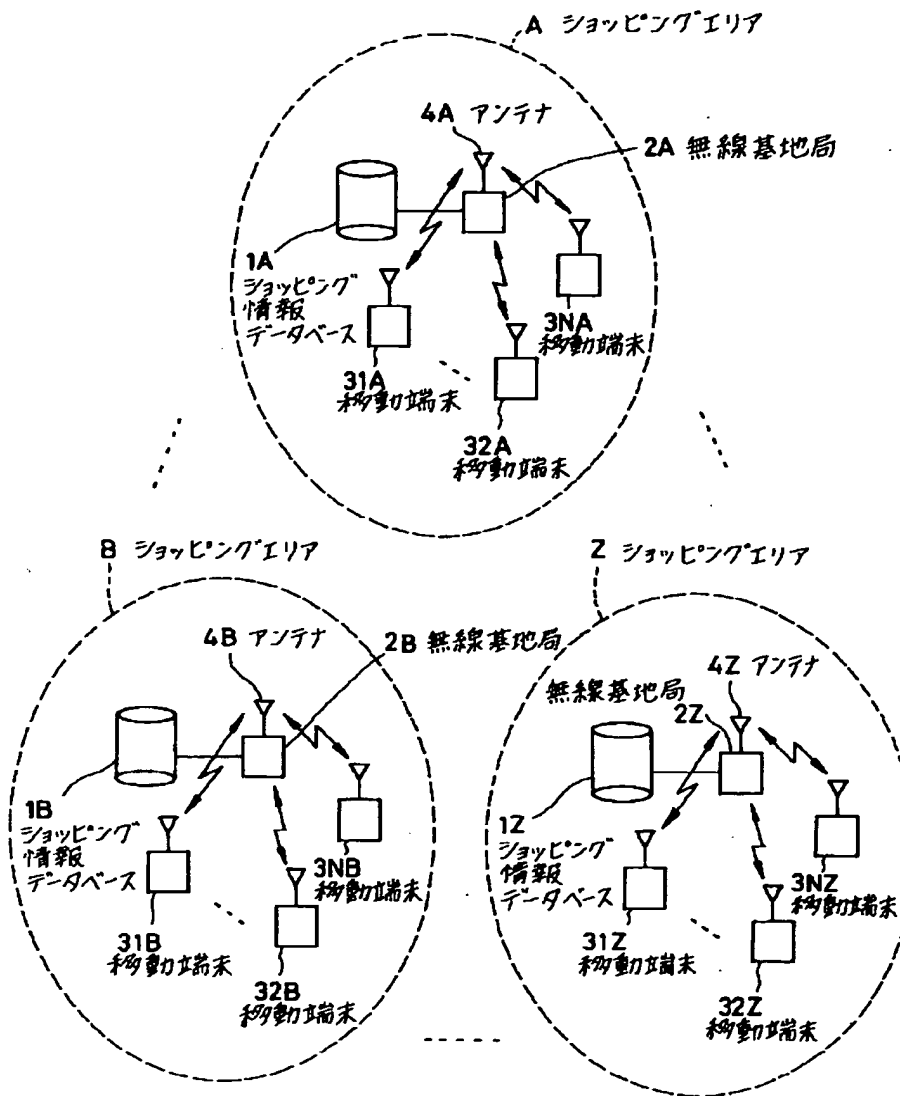 A ショッピングエリア
4A アンテナ
2A 無線基地局
1A
ショッピング
情報
データベース
3NA
移動端末
31A
移動端末
32A
移動端末
B ショッピングエリア
4B アンテナ
2B 無線基地局
1B
ショッピング
情報
データベース
3NB
移動端末
31B
移動端末
32B
移動端末
Z ショッピングエリア
4Z アンテナ
無線基地局
2Z
1Z
ショッピング
情報
データベース
3NZ
移動端末
31Z
移動端末
32Z
移動端末